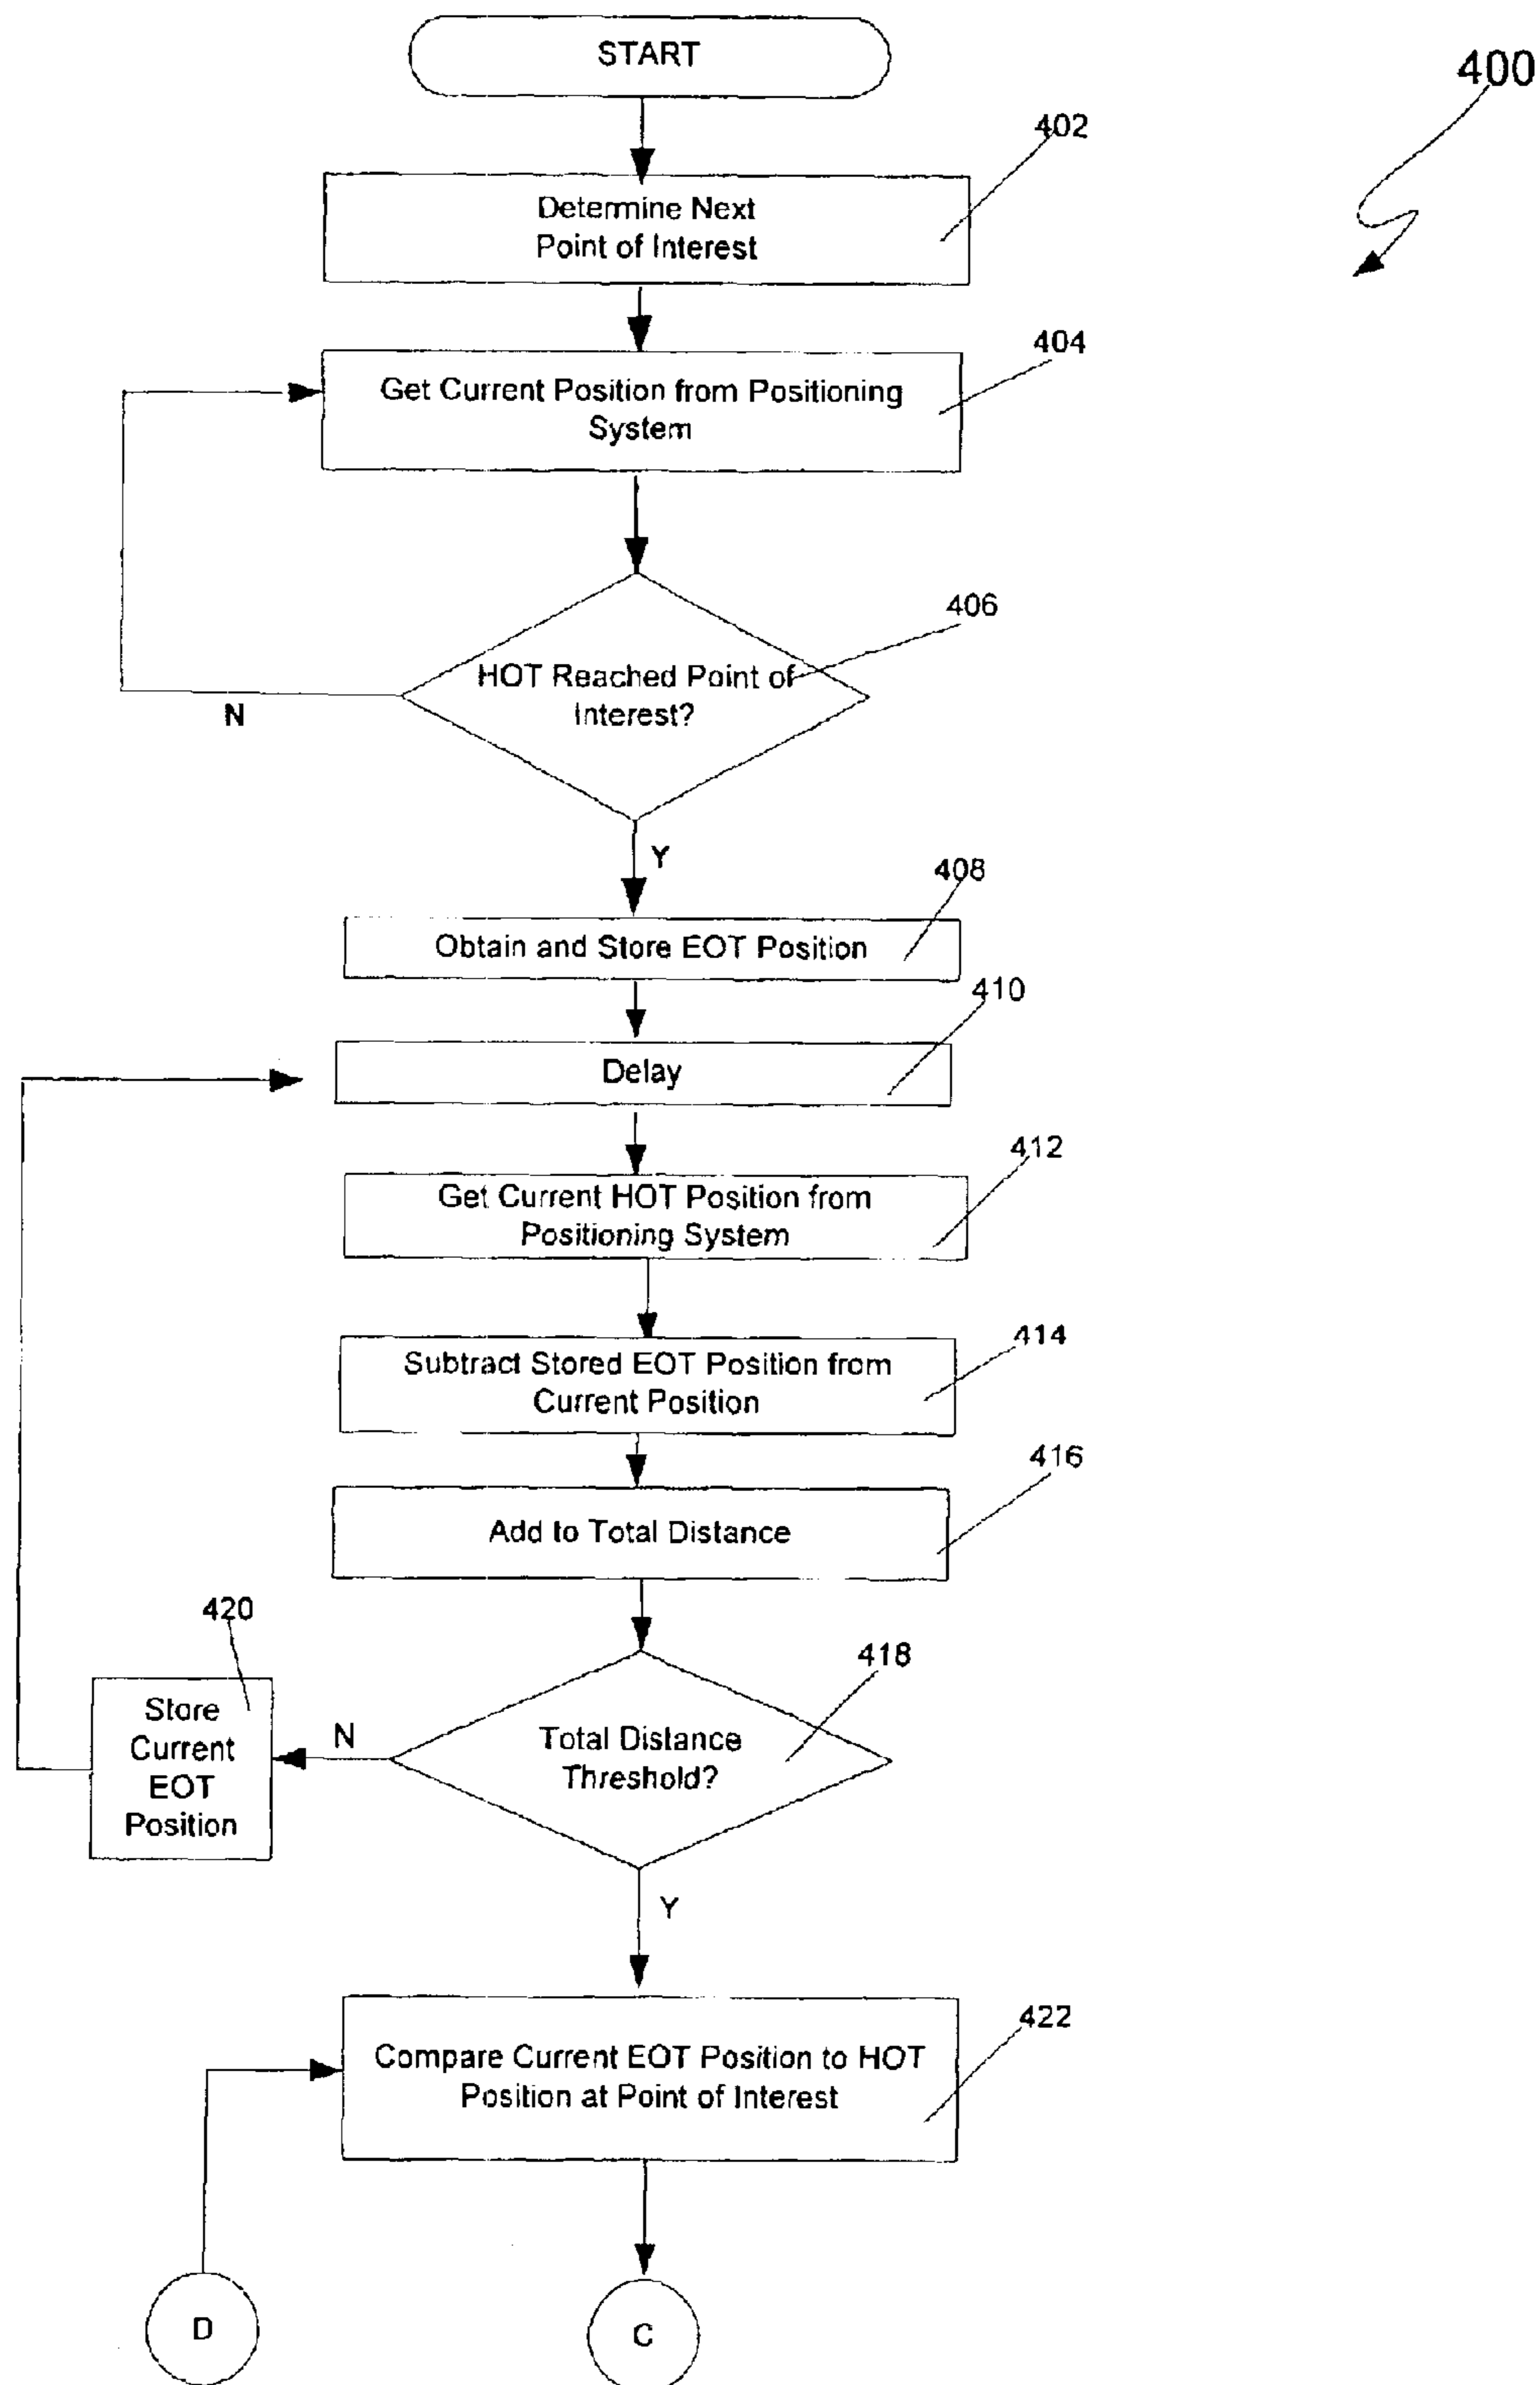 START
400
402
Determine Next
Point of Interest
404
Get Current Position from Positioning
System
406
HOT Reached Point of
Interest?
N
Y
408
Obtain and Store EOT Position
410
Delay
412
Get Current HOT Position from
Positioning System
414
Subtract Stored EOT Position from
Current Position
416
Add to Total Distance
420
418
Store
Current
EOT
Position
N
Total Distance
Threshold?
Y
422
Compare Current EOT Position to HOT
Position at Point of Interest
D
C